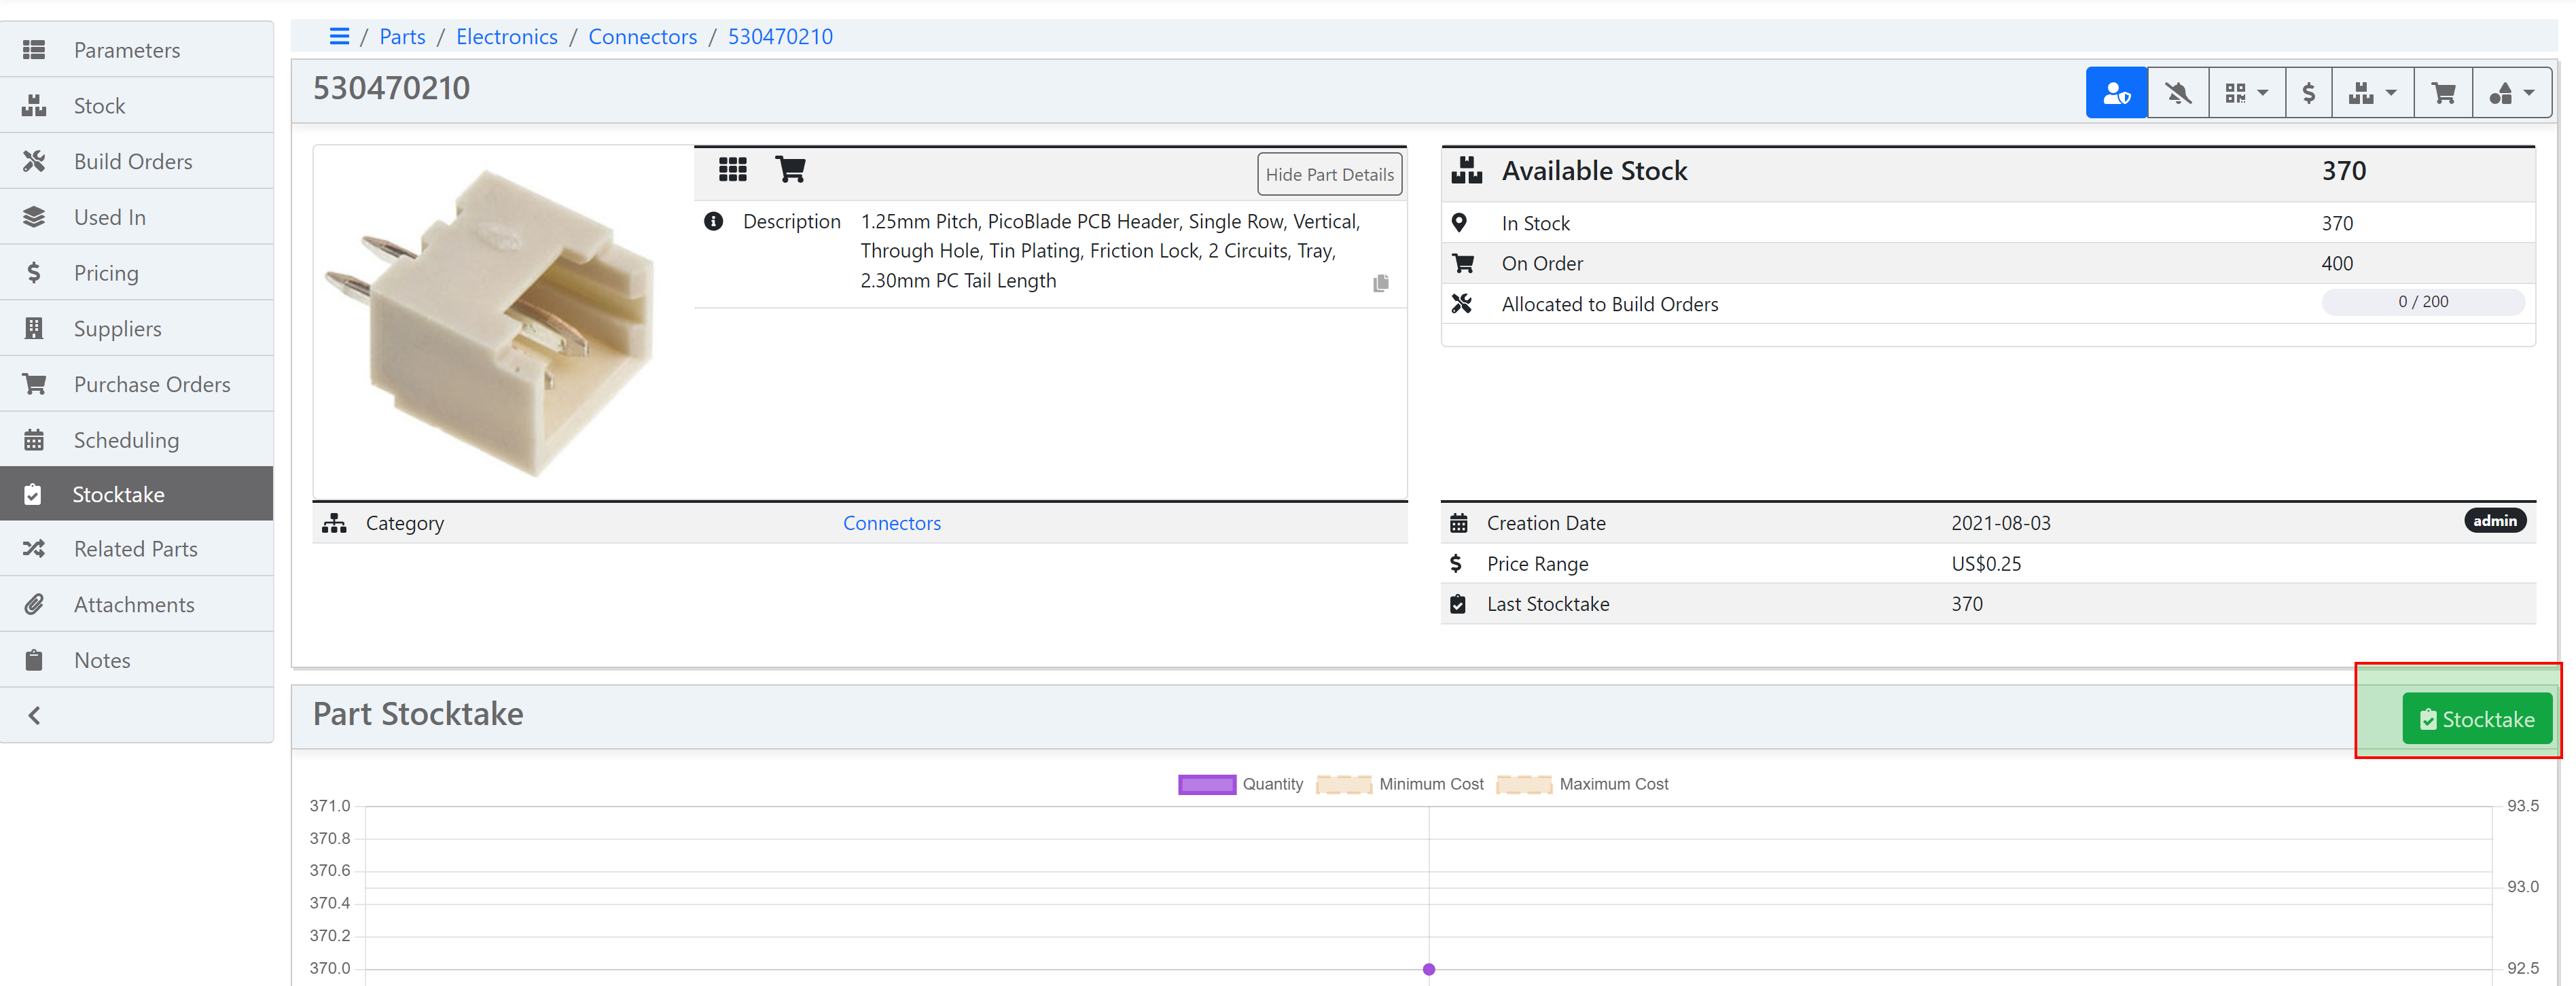 Parameters
Stock
Build Orders
Used In
Pricing
Suppliers
Purchase Orders
Scheduling
Stocktake
Related Parts
Attachments
Notes
/ Parts / Electronics / Connectors / 530470210
530470210
Hide Part Details
Description 1.25mm Pitch, PicoBlade PCB Header, Single Row, Vertical,
Through Hole, Tin Plating, Friction Lock, 2 Circuits, Tray,
2.30mm PC Tail Length
Category Connectors
Available Stock 370
In Stock 370
On Order 400
Allocated to Build Orders 0 / 200
Creation Date 2021-08-03 admin
Price Range US$0.25
Last Stocktake 370
Part Stocktake
Stocktake
Quantity Minimum Cost Maximum Cost
371.0
370.8
370.6
370.4
370.2
370.0
93.5
93.0
92.5